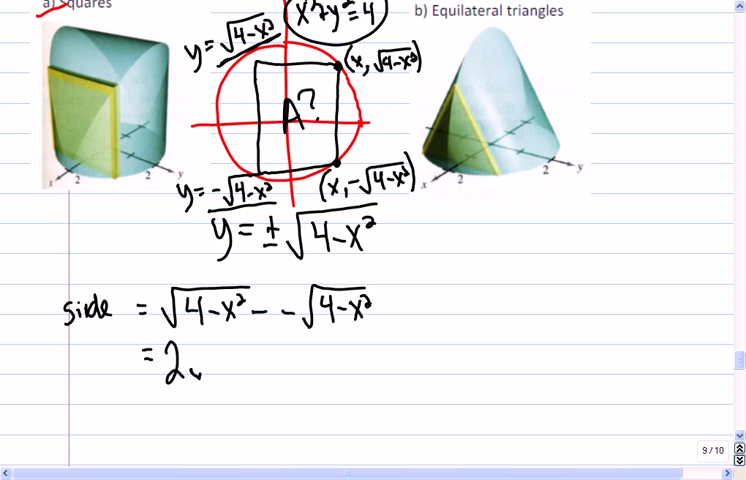 a) Squares
y = √(4-x²)
x²+y²=4
b) Equilateral triangles
(x, √(4-x²))
A?
x 2 2 y
x 2 2 y
y = -√(4-x²)
(x, -√(4-x²))
y = ± √(4-x²)
side = √(4-x²) - -√(4-x²)
= 2
9 / 10